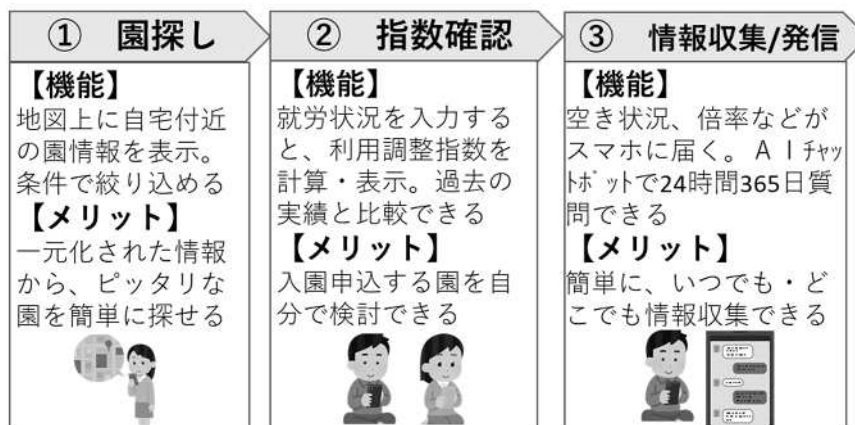 ① 園探し
【機能】
地図上に自宅付近
の園情報を表示。
条件で絞り込める
【メリット】
一元化された情報
から、ピッタリな
園を簡単に探せる
② 指数確認
【機能】
就労状況を入力する
と、利用調整指数を
計算・表示。過去の
実績と比較できる
【メリット】
入園申込する園を自
分で検討できる
③ 情報収集/発信
【機能】
空き状況、倍率などが
スマホに届く。ＡＩチャッ
トボットで24時間365日質
問できる
【メリット】
簡単に、いつでも・ど
こでも情報収集できる